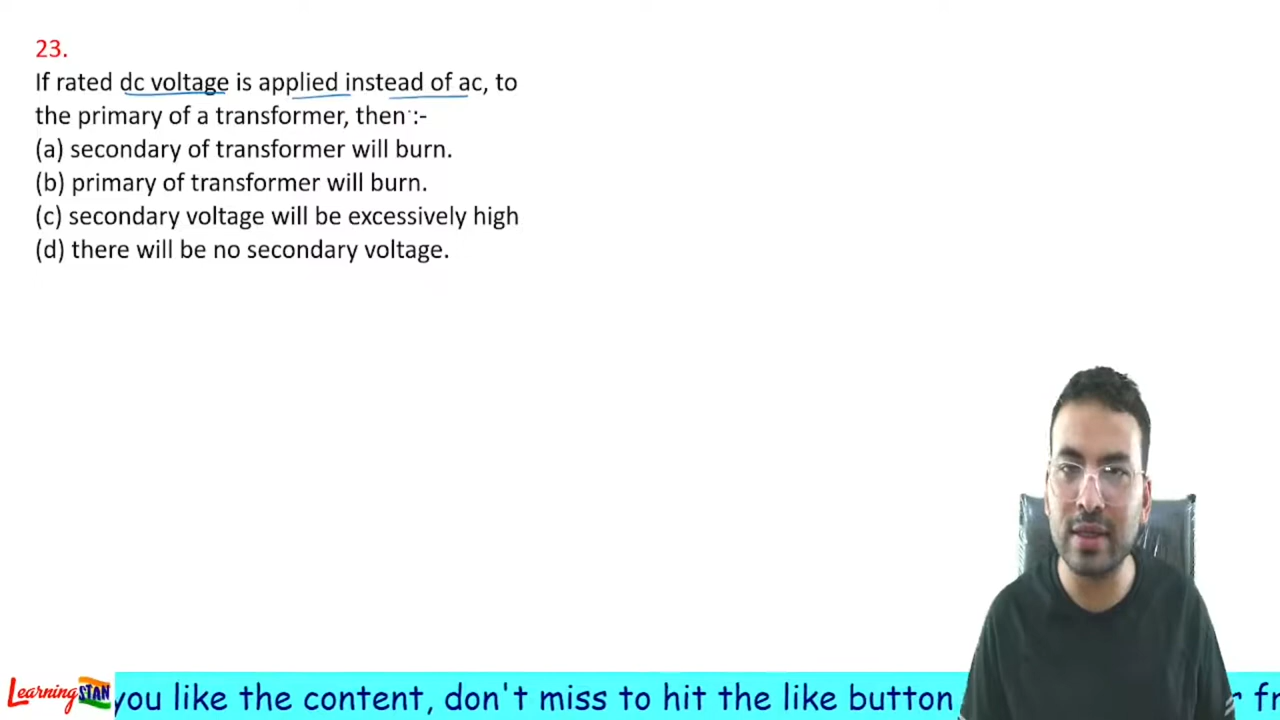 23.
If rated dc voltage is applied instead of ac, to
the primary of a transformer, then :-
(a) secondary of transformer will burn.
(b) primary of transformer will burn.
(c) secondary voltage will be excessively high
(d) there will be no secondary voltage.
Learning STAN
you like the content, don't miss to hit the like button